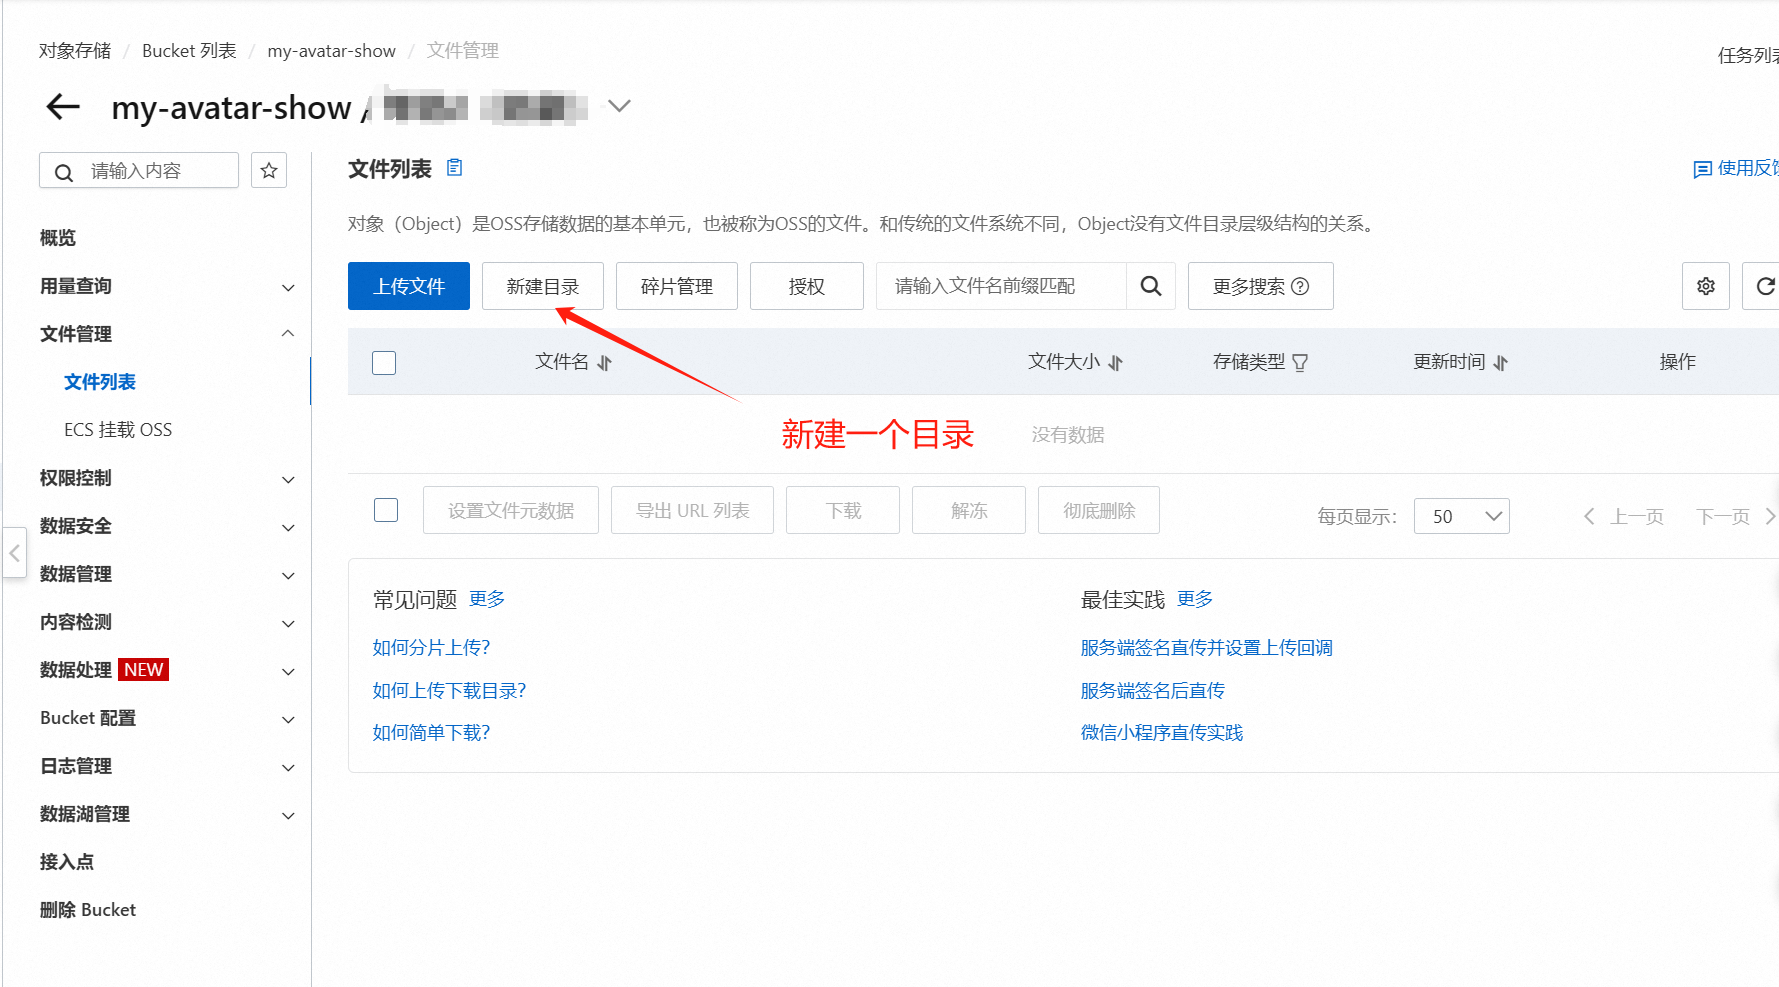 对象存储 / Bucket 列表 / my-avatar-show / 文件管理
任务列表
my-avatar-show /
请输入内容
文件列表
使用反馈
对象（Object）是OSS存储数据的基本单元，也被称为OSS的文件。和传统的文件系统不同，Object没有文件目录层级结构的关系。
概览
用量查询
文件管理
文件列表
ECS 挂载 OSS
权限控制
数据安全
数据管理
内容检测
数据处理 NEW
Bucket 配置
日志管理
数据湖管理
接入点
删除 Bucket
上传文件 新建目录 碎片管理 授权 请输入文件名前缀匹配 更多搜索
文件名 文件大小 存储类型 更新时间 操作
新建一个目录
没有数据
设置文件元数据 导出 URL 列表 下载 解冻 彻底删除 每页显示： 50 上一页 下一页
常见问题 更多
如何分片上传?
如何上传下载目录?
如何简单下载?
最佳实践 更多
服务端签名直传并设置上传回调
服务端签名后直传
微信小程序直传实践